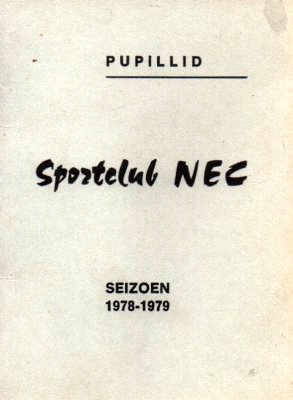 PUPILLID
Sportclub NEC
SEIZOEN
1978-1979